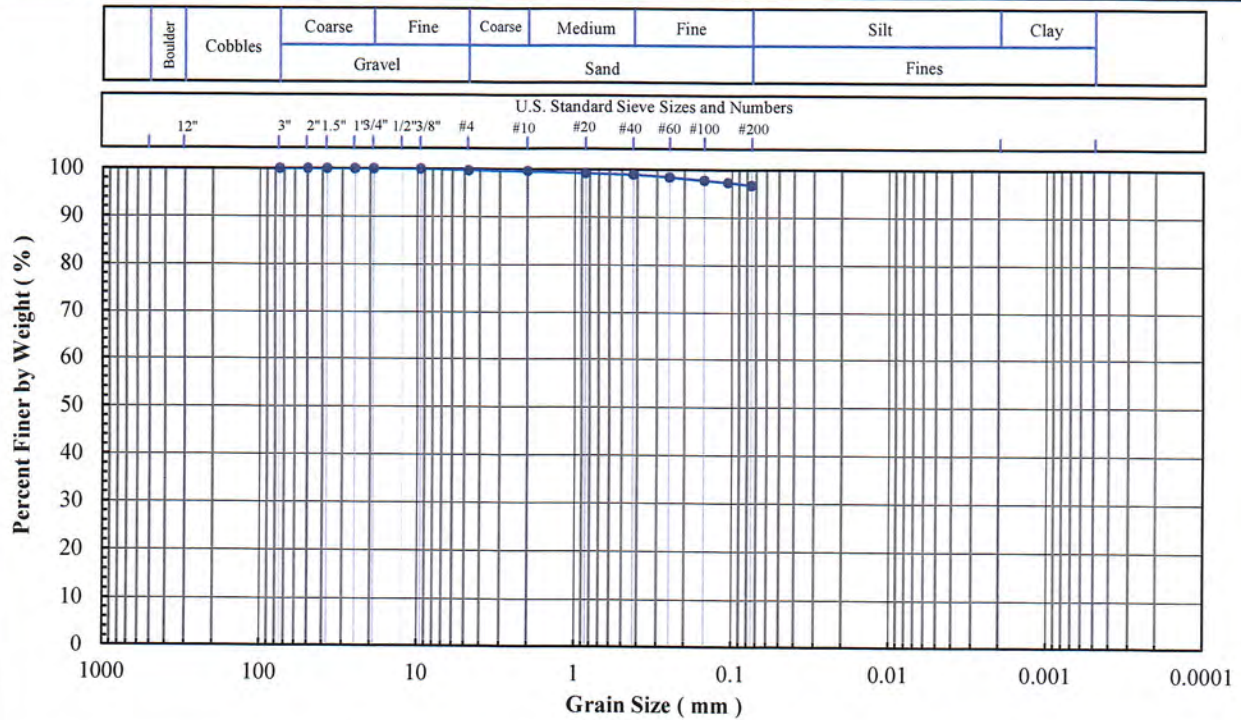 Boulder Cobbles Coarse Fine Coarse Medium Fine Silt Clay
Gravel Sand Fines
U.S. Standard Sieve Sizes and Numbers
12" 3" 2" 1.5" 1" 3/4" 1/2" 3/8" #4 #10 #20 #40 #60 #100 #200
100
90
80
70
60
50
40
30
20
10
0
Percent Finer by Weight ( % )
1000 100 10 1 0.1 0.01 0.001 0.0001
Grain Size ( mm )